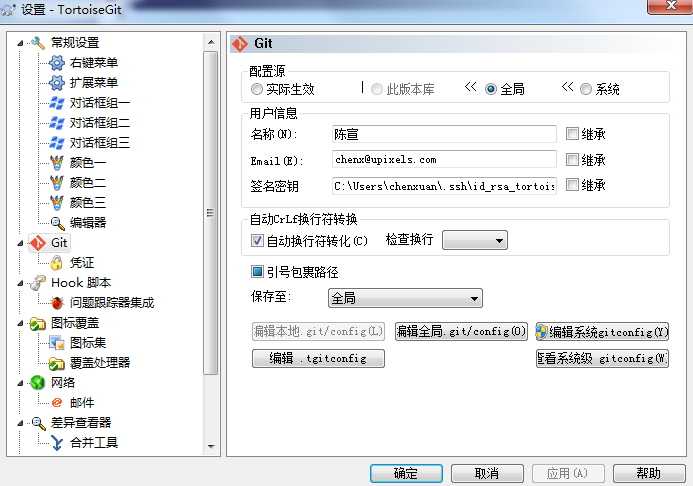 设置 - TortoiseGit
常规设置
右键菜单
扩展菜单
对话框组一
对话框组二
对话框组三
颜色一
颜色二
颜色三
编辑器
Git
凭证
Hook 脚本
问题跟踪器集成
图标覆盖
图标集
覆盖处理器
网络
邮件
差异查看器
合并工具
Git
配置源
实际生效 | 此版本库 << 全局 << 系统
用户信息
名称(N): 陈宣 继承
Email(E): chenx@upixels.com 继承
签名密钥 C:\Users\chenxuan\.ssh\id_rsa_tortois 继承
自动CrLf换行符转换
自动换行符转化(C) 检查换行
引号包裹路径
保存至: 全局
编辑本地.git/config(L) 编辑全局.git/config(O) 编辑系统gitconfig(Y)
编辑 .tgitconfig 查看系统级 gitconfig(W)
确定 取消 应用(A) 帮助